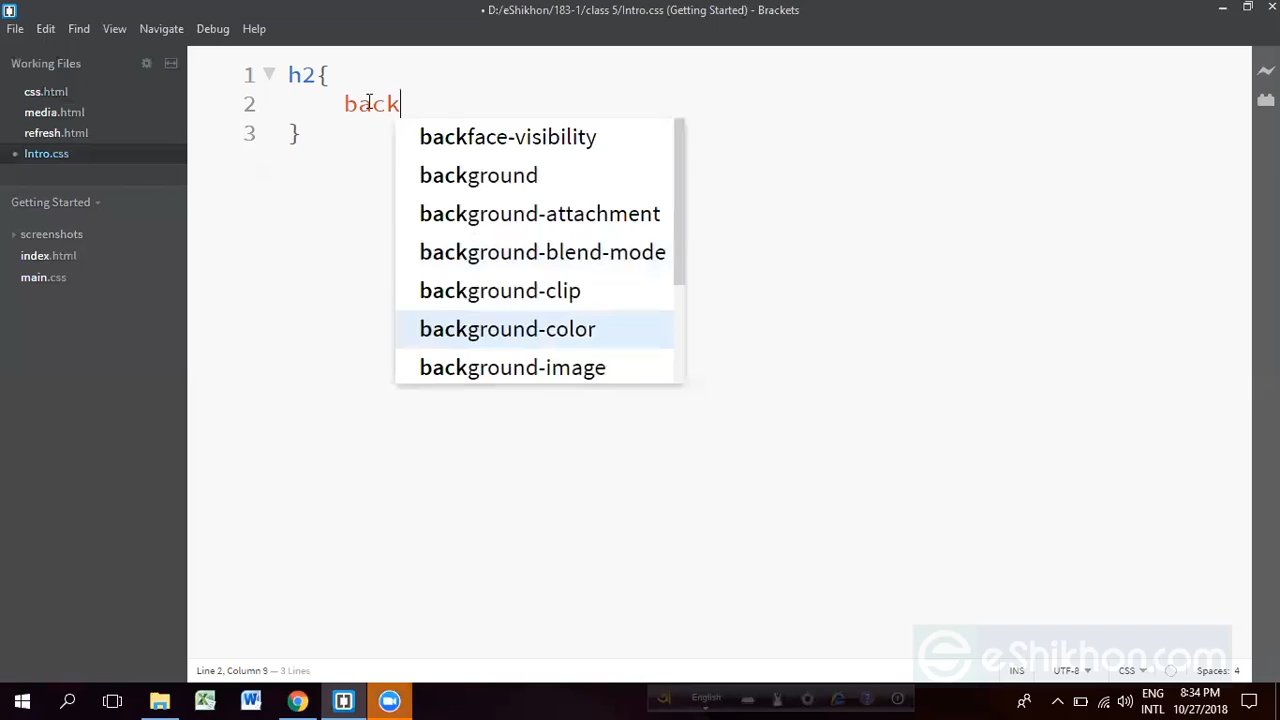 • D:/eShikhon/183-1/class 5/Intro.css (Getting Started) - Brackets
File Edit View Navigate Debug Help
Working Files
css.html
media.html
refresh.html
Intro.css
Getting Started
screenshots
index.html
main.css
1 h2{
2 back
3 }
backface-visibility
background
background-attachment
background-blend-mode
background-clip
background-color
background-image
eShikhon.com
Line 2, Column 9 — 3 Lines
INS UTF-8 CSS Spaces: 4
English
ENG
INTL
8:34 PM
10/27/2018